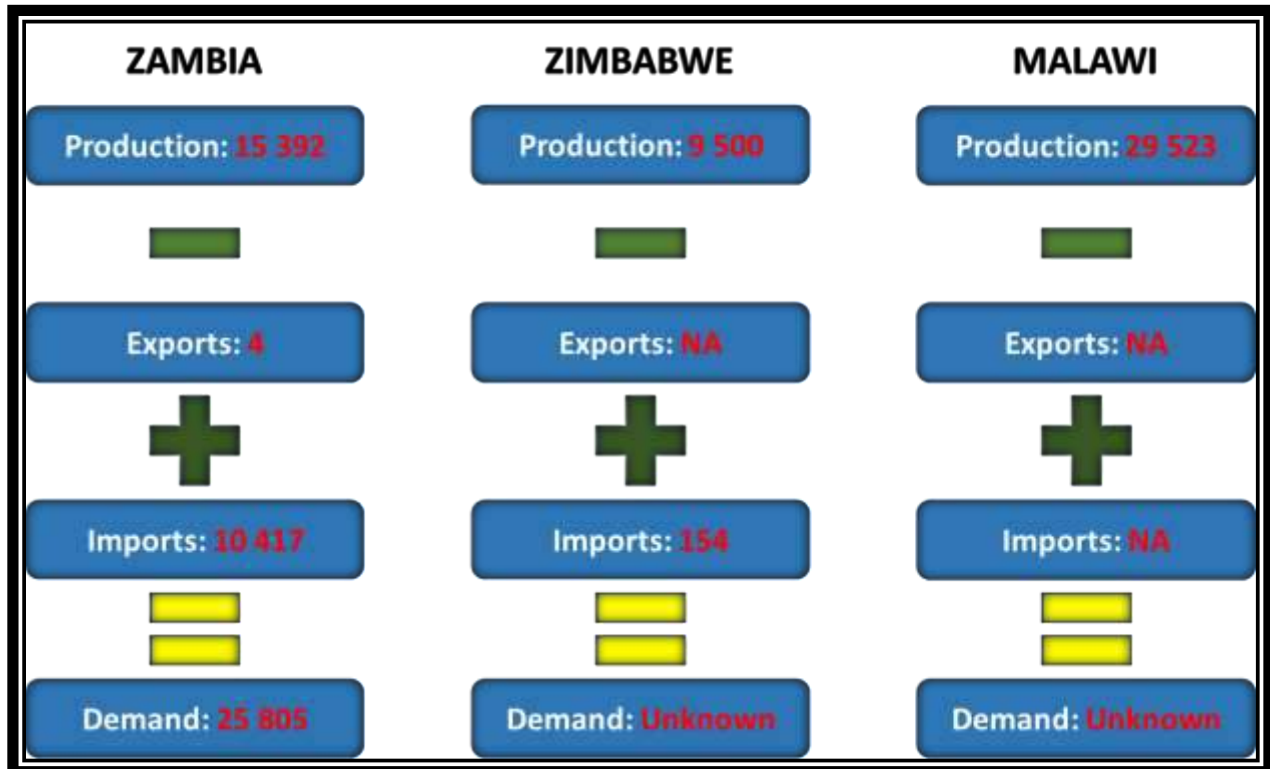 ZAMBIA ZIMBABWE MALAWI
Production: 15 392 Production: 9 500 Production: 29 523
Exports: 4 Exports: NA Exports: NA
Imports: 10 417 Imports: 154 Imports: NA
Demand: 25 805 Demand: Unknown Demand: Unknown